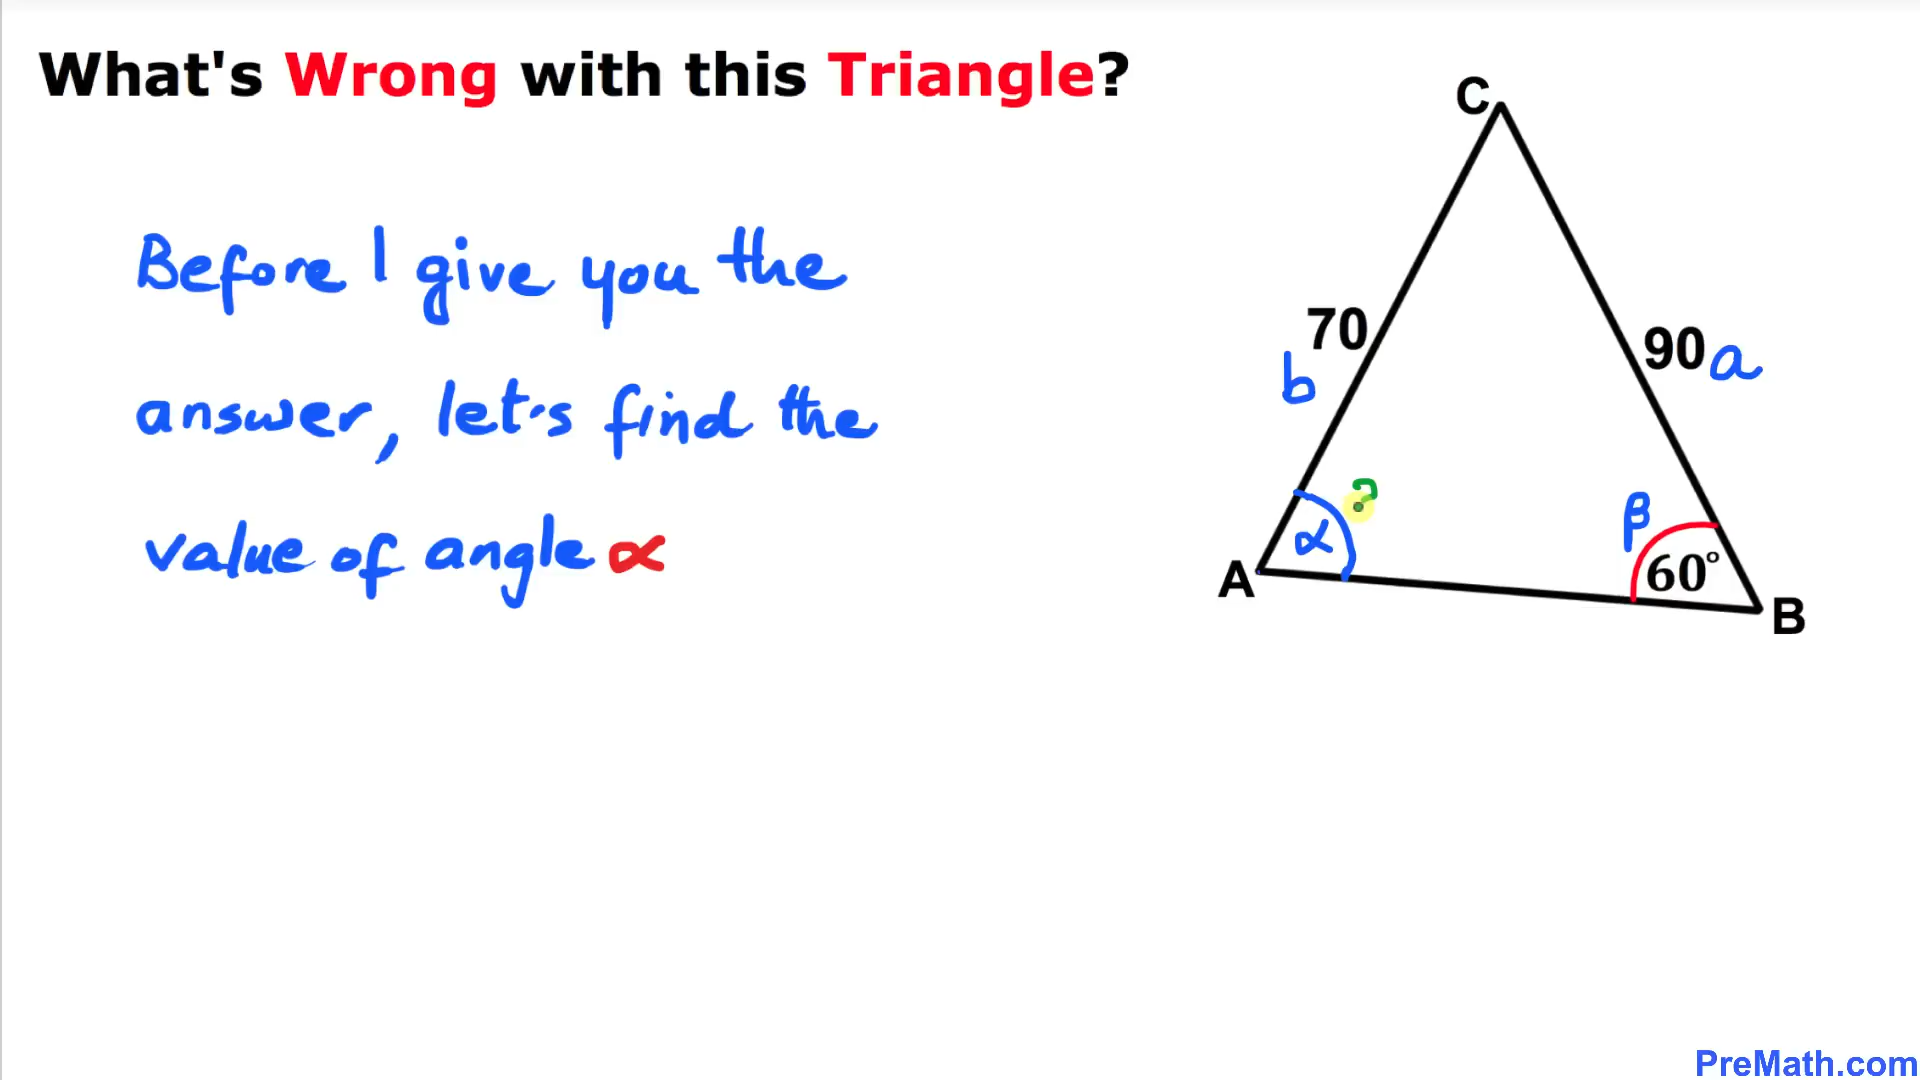 What's Wrong with this Triangle?
Before I give you the
answer, let's find the
value of angle α
C
70
b
90
a
?
α
β
60°
A
B
PreMath.com